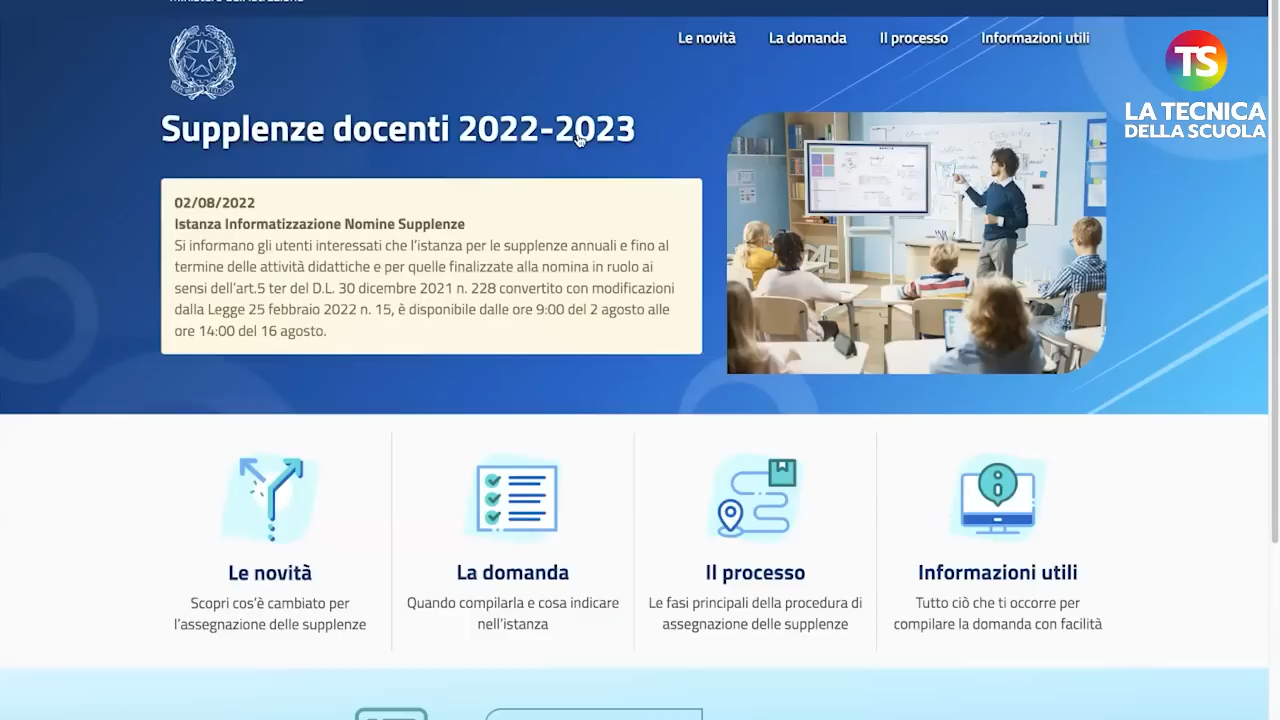 Le novità
La domanda
Il processo
Informazioni utili
TS
LA TECNICA
DELLA SCUOLA
Supplenze docenti 2022-2023
02/08/2022
Istanza Informatizzazione Nomine Supplenze
Si informano gli utenti interessati che l'istanza per le supplenze annuali e fino al
termine delle attività didattiche e per quelle finalizzate alla nomina in ruolo ai
sensi dell'art.5 ter del D.L. 30 dicembre 2021 n. 228 convertito con modificazioni
dalla Legge 25 febbraio 2022 n. 15, è disponibile dalle ore 9:00 del 2 agosto alle
ore 14:00 del 16 agosto.
Le novità
Scopri cos'è cambiato per
l'assegnazione delle supplenze
La domanda
Quando compilarla e cosa indicare
nell'istanza
Il processo
Le fasi principali della procedura di
assegnazione delle supplenze
Informazioni utili
Tutto ciò che ti occorre per
compilare la domanda con facilità